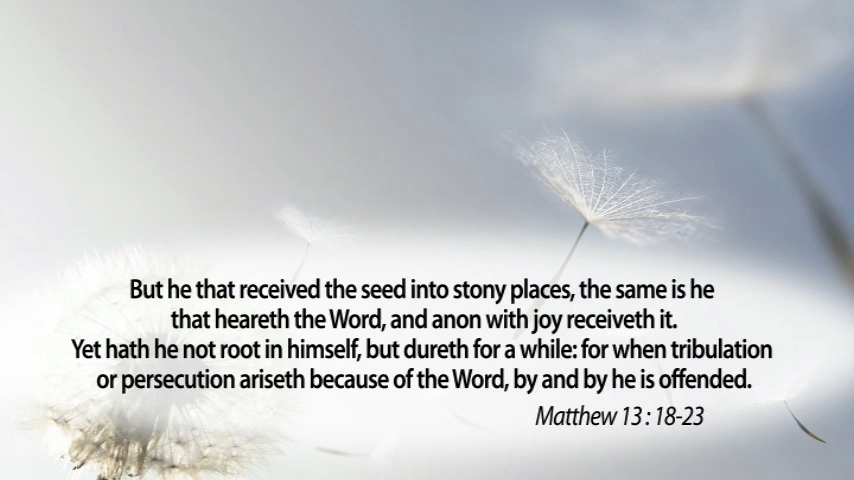 But he that received the seed into stony places, the same is he
that heareth the Word, and anon with joy receiveth it.
Yet hath he not root in himself, but dureth for a while: for when tribulation
or persecution ariseth because of the Word, by and by he is offended.
Matthew 13 : 18-23